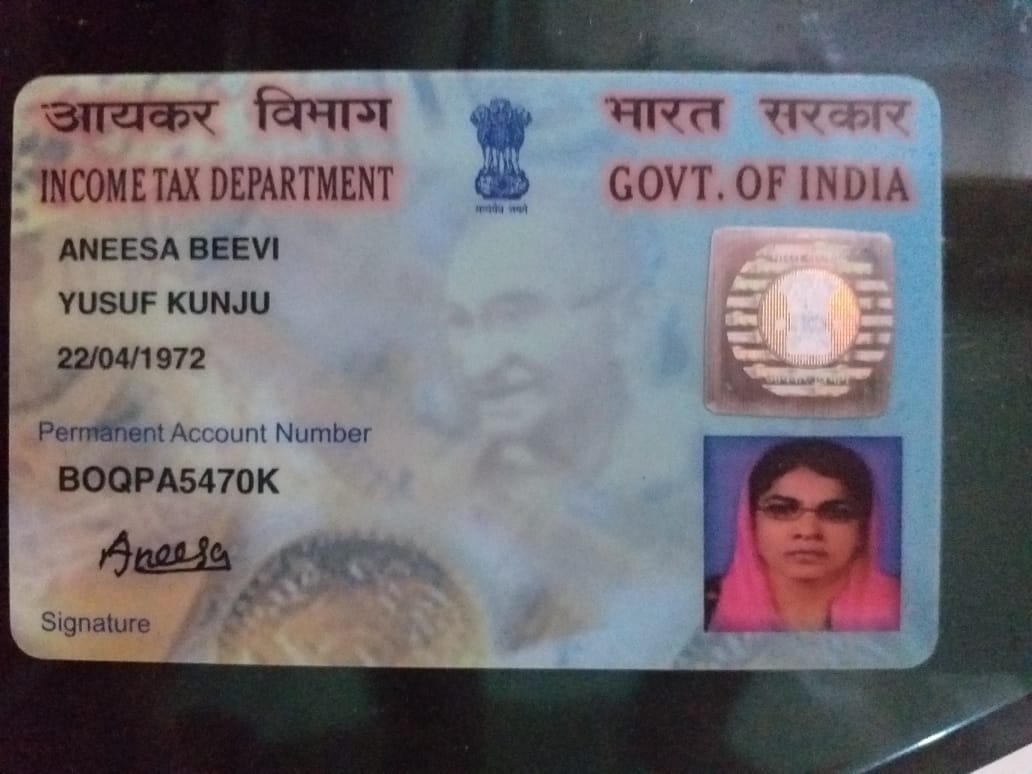 आयकर विभाग
INCOME TAX DEPARTMENT
भारत सरकार
GOVT. OF INDIA
सत्यमेव जयते
ANEESA BEEVI
YUSUF KUNJU
22/04/1972
Permanent Account Number
BOQPA5470K
Aneesa
Signature